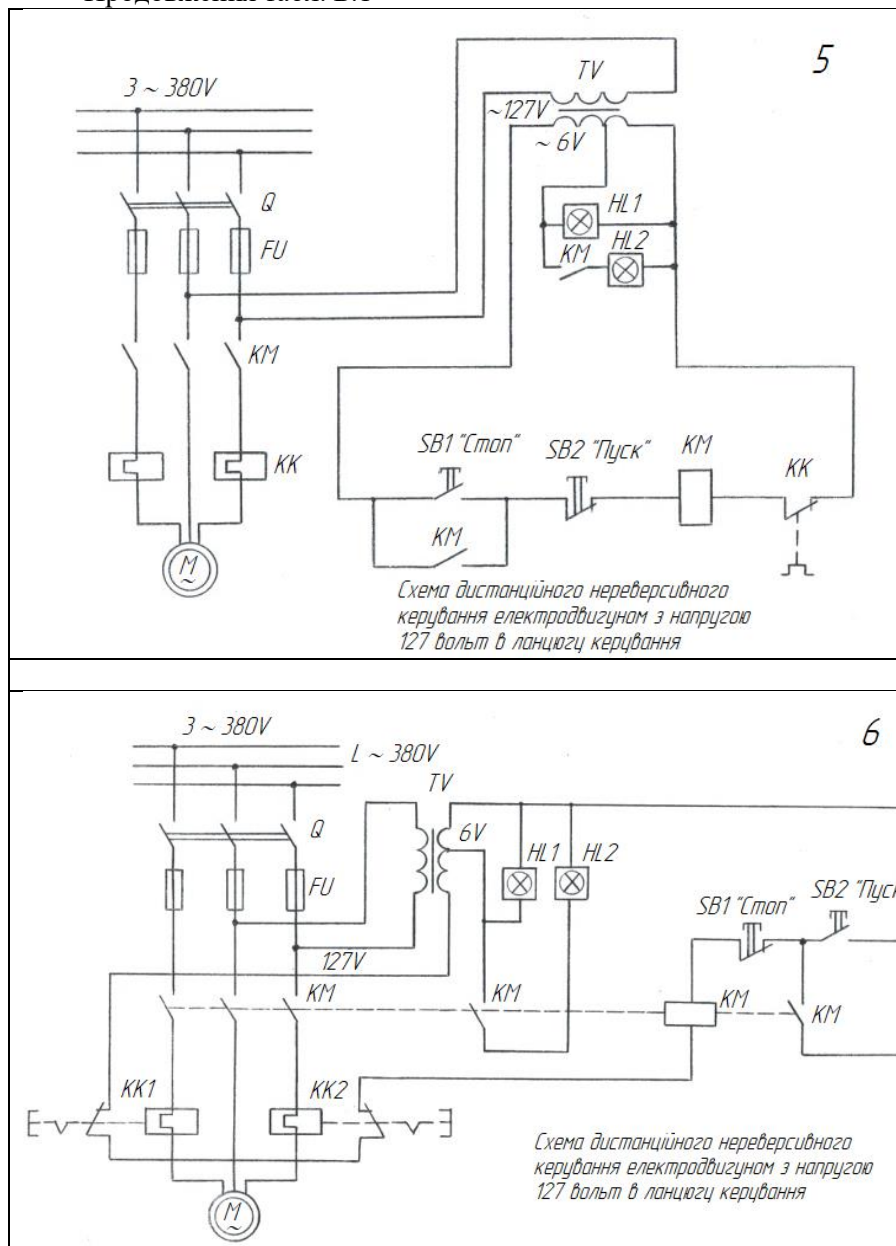 5
TV
3 ~ 380V
~127V
~ 6V
Q
HL1
FU
KM
HL2
KM
SB1 "Стоп"
SB2 "Пуск"
KM
KK
KK
KM
M
~
Схема дистанційного нереверсивного
керування електродвигуном з напругою
127 вольт в ланцюгу керування
6
3 ~ 380V
L ~ 380V
TV
Q
6V
HL1
HL2
FU
SB1 "Стоп"
SB2 "Пуск
127V
KM
KM
KM
KM
KK1
KK2
M
~
Схема дистанційного нереверсивного
керування електродвигуном з напругою
127 вольт в ланцюгу керування